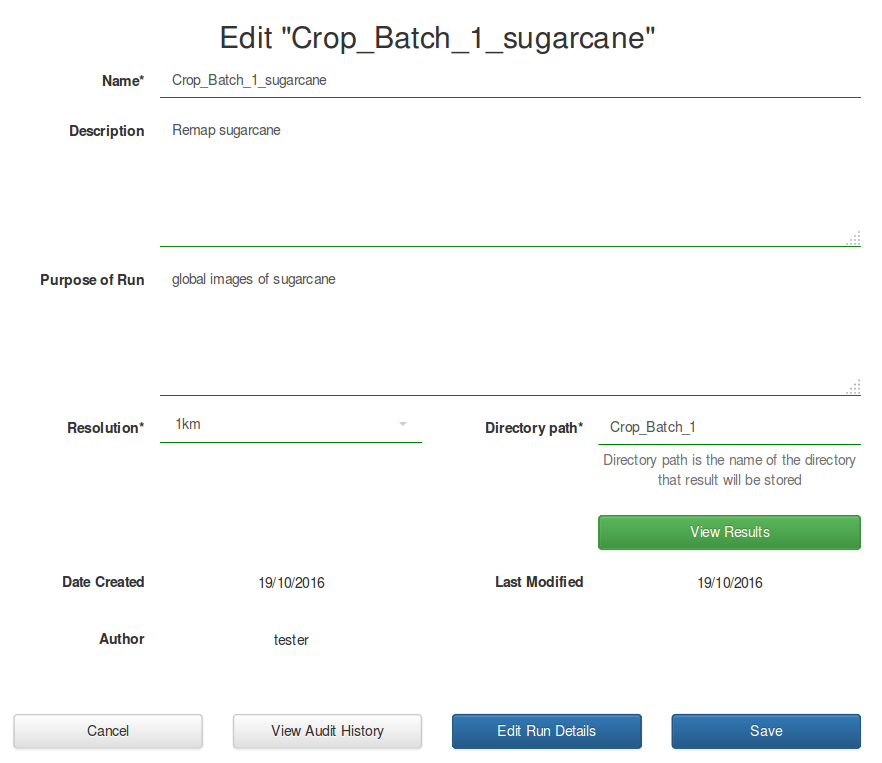 Edit "Crop_Batch_1_sugarcane"
Name* Crop_Batch_1_sugarcane
Description Remap sugarcane
Purpose of Run global images of sugarcane
Resolution* 1km Directory path* Crop_Batch_1
Directory path is the name of the directory
that result will be stored
View Results
Date Created 19/10/2016 Last Modified 19/10/2016
Author tester
Cancel View Audit History Edit Run Details Save